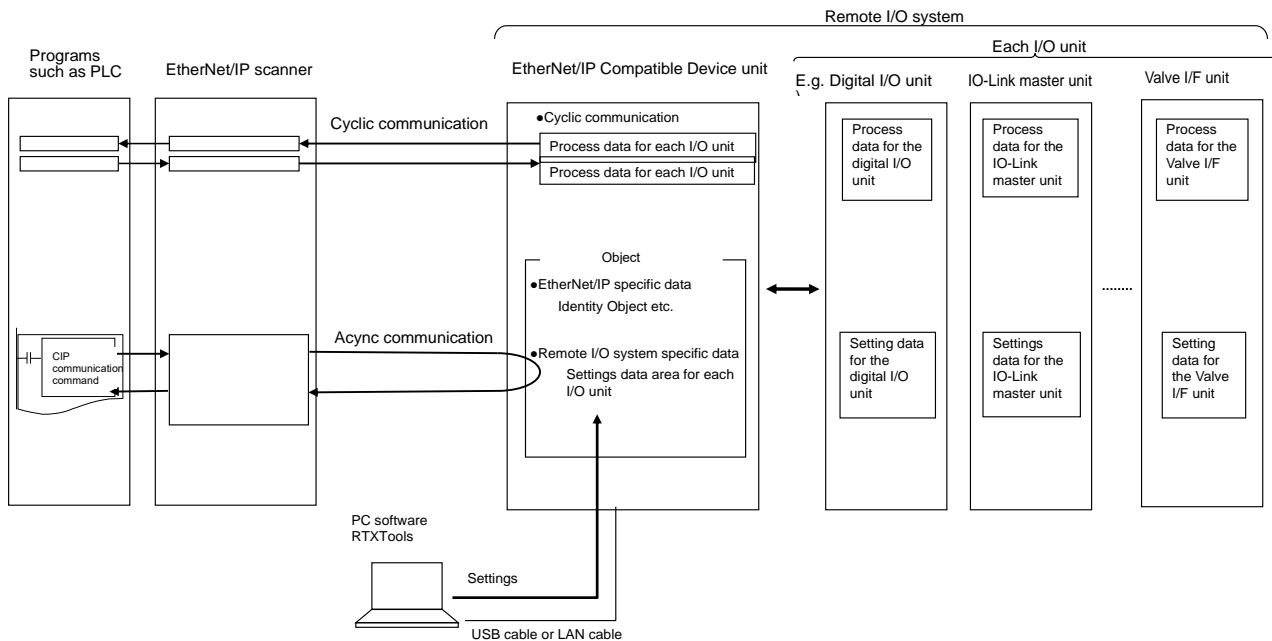 Remote I/O system
Each I/O unit
Programs
such as PLC
EtherNet/IP scanner
EtherNet/IP Compatible Device unit
E.g. Digital I/O unit
IO-Link master unit
Valve I/F unit
Cyclic communication
●Cyclic communication
Process data for each I/O unit
Process data for each I/O unit
Process
data for the
digital I/O
unit
Process
data for the
IO-Link
master unit
Process
data for the
Valve I/F
unit
Object
●EtherNet/IP specific data
Identity Object etc.
........
Acync communication
CIP
communication
command
●Remote I/O system specific data
Settings data area for each
I/O unit
Setting data
for the
digital I/O
unit
Settings
data for the
IO-Link
master unit
Setting
data for
the Valve
I/F unit
PC software
RTXTools
Settings
USB cable or LAN cable